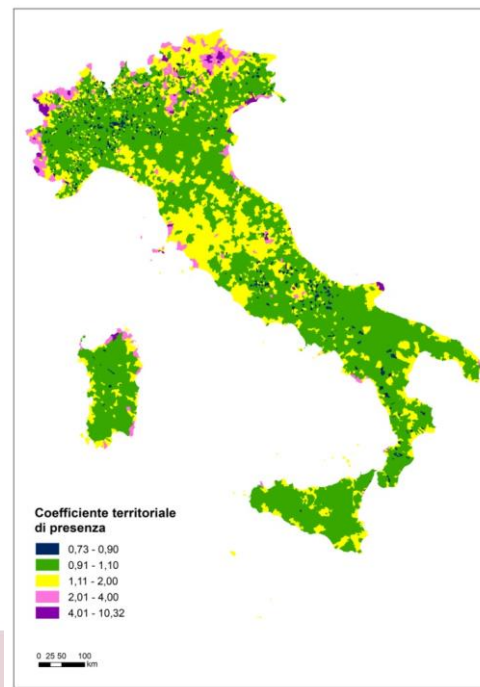 Coefficiente territoriale
di presenza
0,73 - 0,90
0,91 - 1,10
1,11 - 2,00
2,01 - 4,00
4,01 - 10,32
0 25 50 100
km